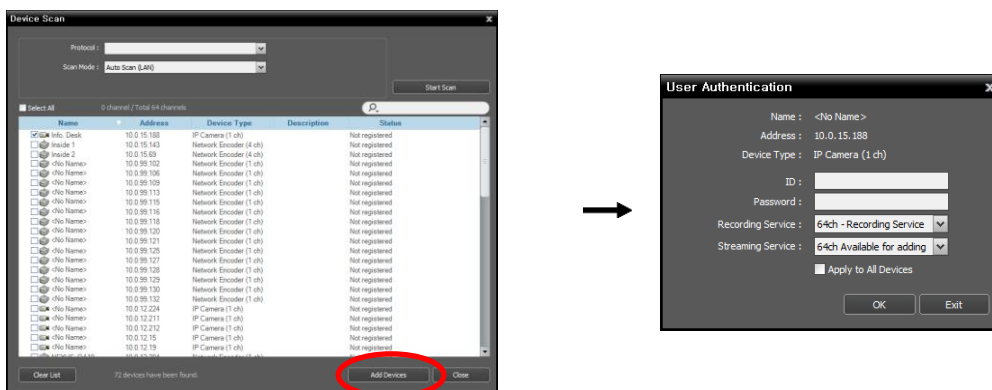 Device Scan x
Protocol :
Scan Mode : Auto Scan (LAN)
Start Scan
Select All 0 channel / Total 64 channels
Name Address Device Type Description Status
Info. Desk 10.0.15.188 IP Camera (1 ch) Not registered
Inside 1 10.0.15.143 Network Encoder (4 ch) Not registered
Inside 2 10.0.15.69 Network Encoder (4 ch) Not registered
<No Name> 10.0.99.102 Network Encoder (1 ch) Not registered
<No Name> 10.0.99.106 Network Encoder (1 ch) Not registered
<No Name> 10.0.99.109 Network Encoder (1 ch) Not registered
<No Name> 10.0.99.113 Network Encoder (1 ch) Not registered
<No Name> 10.0.99.115 Network Encoder (1 ch) Not registered
<No Name> 10.0.99.116 Network Encoder (1 ch) Not registered
<No Name> 10.0.99.118 Network Encoder (1 ch) Not registered
<No Name> 10.0.99.120 Network Encoder (1 ch) Not registered
<No Name> 10.0.99.121 Network Encoder (1 ch) Not registered
<No Name> 10.0.99.125 Network Encoder (1 ch) Not registered
<No Name> 10.0.99.127 Network Encoder (1 ch) Not registered
<No Name> 10.0.99.128 Network Encoder (1 ch) Not registered
<No Name> 10.0.99.129 Network Encoder (1 ch) Not registered
<No Name> 10.0.99.130 Network Encoder (1 ch) Not registered
<No Name> 10.0.99.132 Network Encoder (1 ch) Not registered
<No Name> 10.0.12.224 IP Camera (1 ch) Not registered
<No Name> 10.0.12.211 IP Camera (1 ch) Not registered
<No Name> 10.0.12.212 IP Camera (1 ch) Not registered
<No Name> 10.0.12.15 IP Camera (1 ch) Not registered
<No Name> 10.0.12.19 IP Camera (1 ch) Not registered
Clear List 72 devices have been found. Add Devices Close
User Authentication x
Name : <No Name>
Address : 10.0.15.188
Device Type : IP Camera (1 ch)
ID :
Password :
Recording Service : 64ch - Recording Service
Streaming Service : 64ch Available for adding
Apply to All Devices
OK Exit